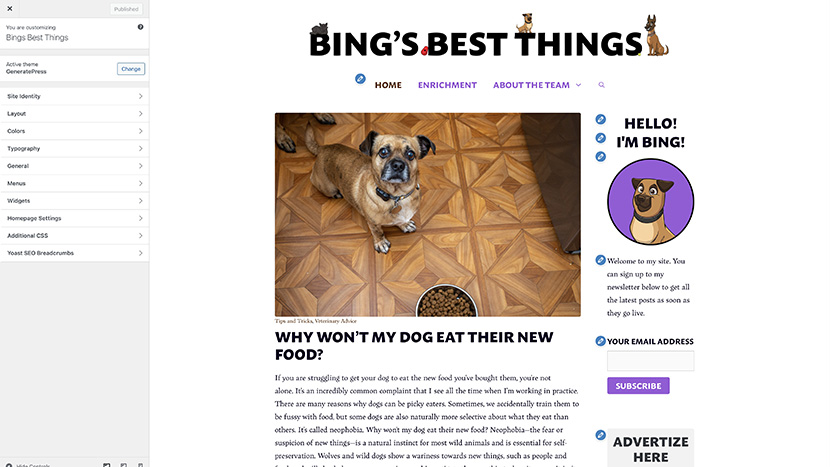 Published
You are customizing
Bings Best Things
Active theme
GeneratePress
Change
Site Identity
Layout
Colors
Typography
General
Menus
Widgets
Homepage Settings
Additional CSS
Yoast SEO Breadcrumbs
Hide Controls
BING'S BEST THINGS
HOME ENRICHMENT ABOUT THE TEAM
Tips and Tricks, Veterinary Advice
WHY WON'T MY DOG EAT THEIR NEW
FOOD?
If you are struggling to get your dog to eat the new food you've bought them, you're not
alone. It's an incredibly common complaint that I see all the time when I'm working in practice.
There are many reasons why dogs can be picky eaters. Sometimes, we accidentally train them to
be fussy with food, but some dogs are also naturally more selective about what they eat than
others. It's called neophobia. Why won't my dog eat their new food? Neophobia—the fear or
suspicion of new things—is a natural instinct for most wild animals and is essential for self-
preservation. Wolves and wild dogs show a wariness towards new things, such as people and
HELLO!
I'M BING!
Welcome to my site. You
can sign up to my
newsletter below to get all
the latest posts as soon as
they go live.
YOUR EMAIL ADDRESS
SUBSCRIBE
ADVERTIZE
HERE